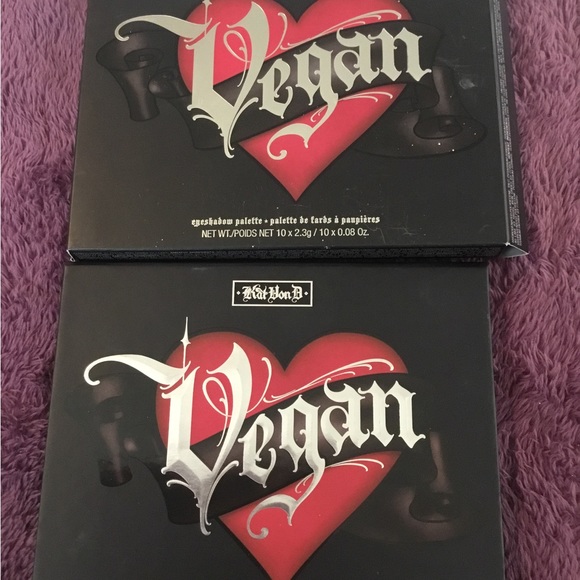 Vegan
eyeshadow palette • palette de fards à paupières
NET WT./POIDS NET 10 x 2.3g / 10 x 0.08 Oz.
• Kat Von D •
Vegan